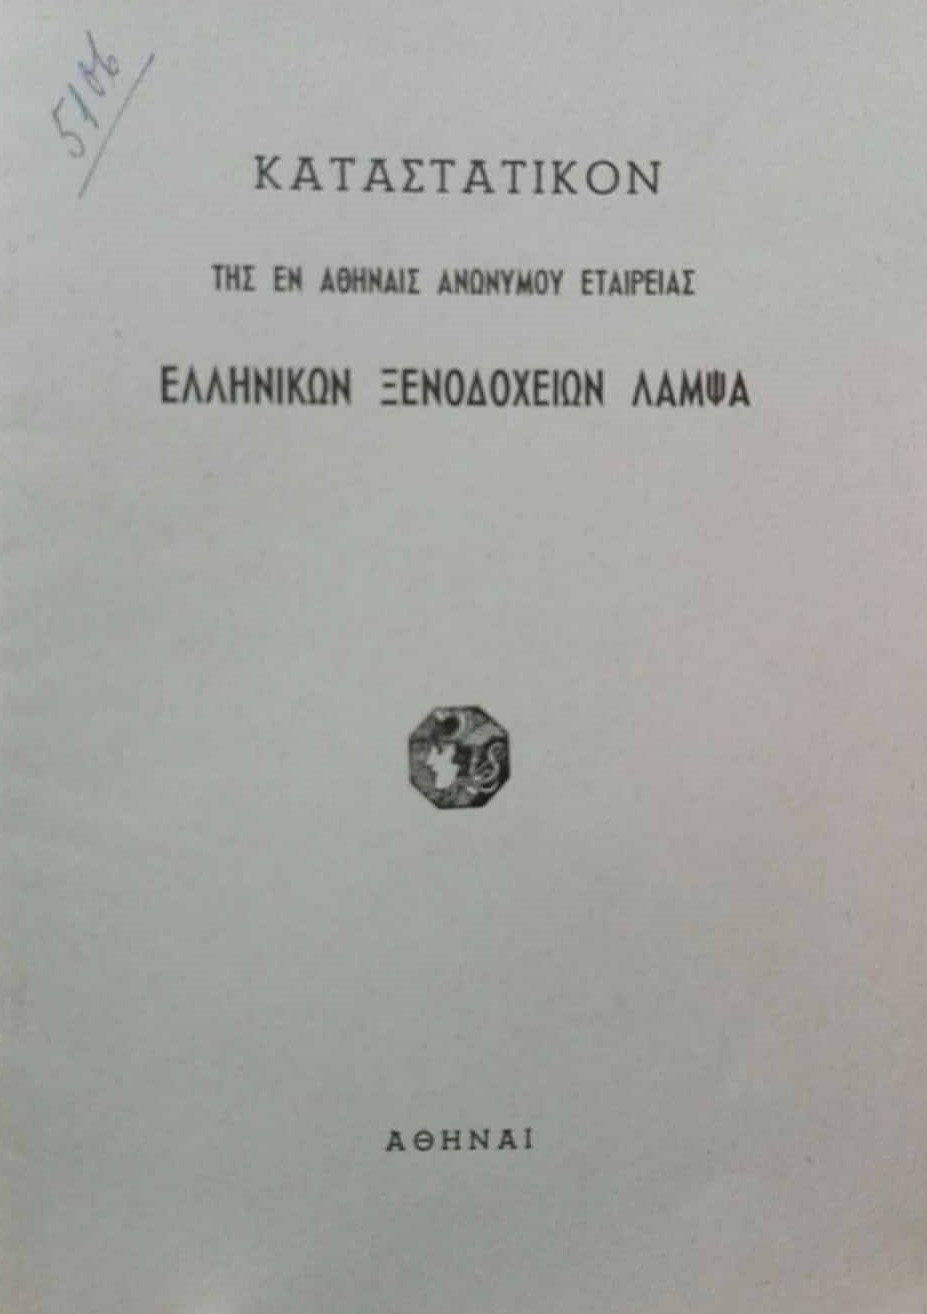 5106
ΚΑΤΑΣΤΑΤΙΚΟΝ
ΤΗΣ ΕΝ ΑΘΗΝΑΙΣ ΑΝΩΝΥΜΟΥ ΕΤΑΙΡΕΙΑΣ
ΕΛΛΗΝΙΚΩΝ ΞΕΝΟΔΟΧΕΙΩΝ ΛΑΜΨΑ
ΑΘΗΝΑΙ